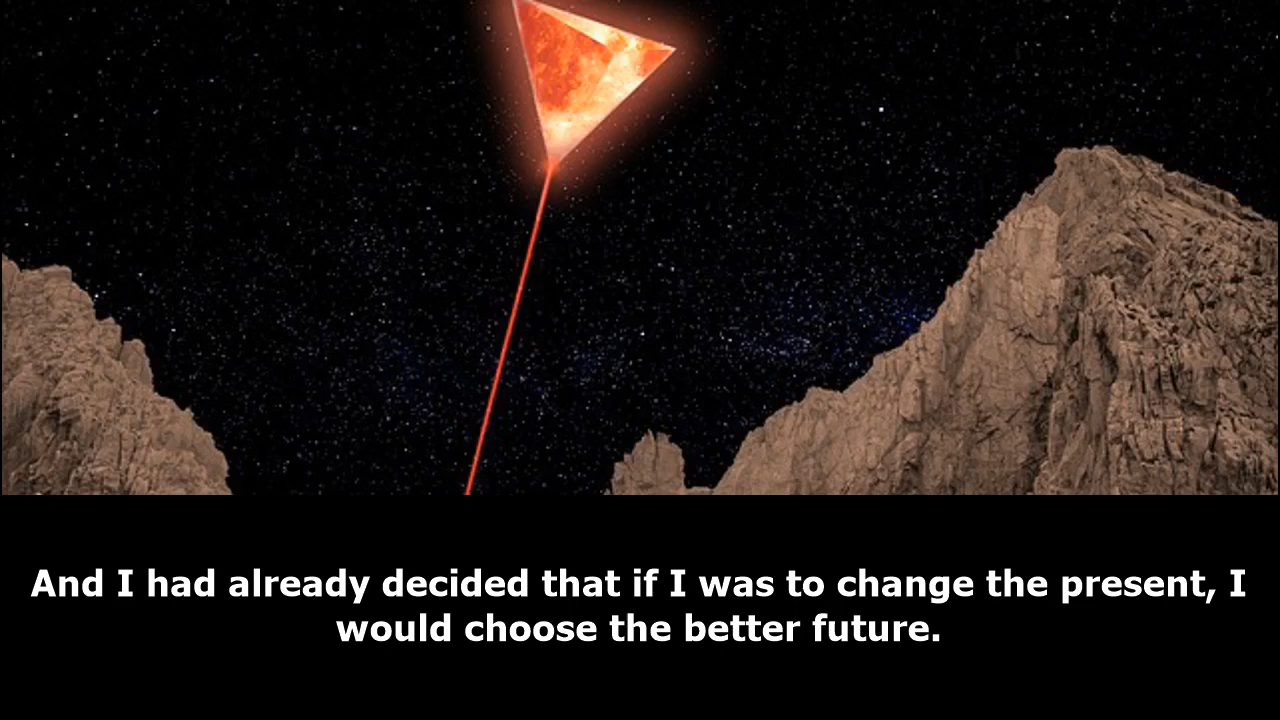 And I had already decided that if I was to change the present, I
would choose the better future.